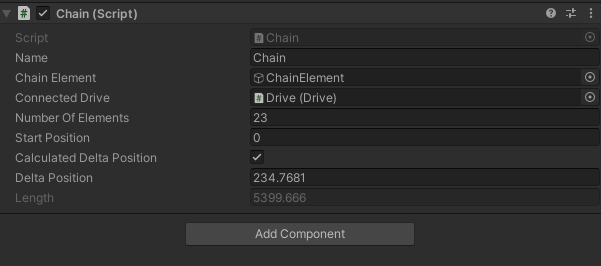 Chain (Script)
Script Chain
Name Chain
Chain Element ChainElement
Connected Drive Drive (Drive)
Number Of Elements 23
Start Position 0
Calculated Delta Position
Delta Position 234.7681
Length 5399.666
Add Component